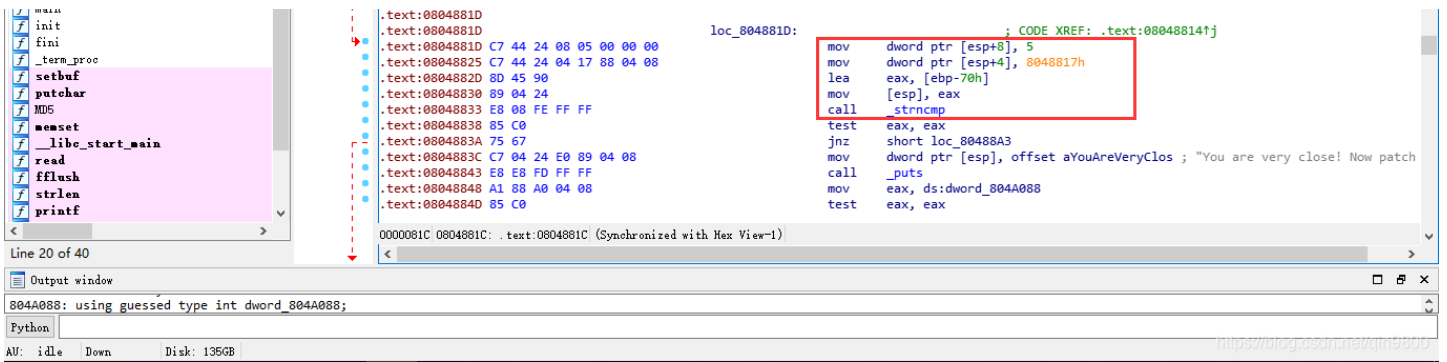 main
init
fini
_term_proc
setbuf
putchar
MD5
memset
__libc_start_main
read
fflush
strlen
printf
Line 20 of 40
.text:0804881D
.text:0804881D loc_804881D: ; CODE XREF: .text:08048814↑j
.text:0804881D C7 44 24 08 05 00 00 00 mov dword ptr [esp+8], 5
.text:08048825 C7 44 24 04 17 88 04 08 mov dword ptr [esp+4], 8048817h
.text:0804882D 8D 45 90 lea eax, [ebp-70h]
.text:08048830 89 04 24 mov [esp], eax
.text:08048833 E8 08 FE FF FF call _strncmp
.text:08048838 85 C0 test eax, eax
.text:0804883A 75 67 jnz short loc_80488A3
.text:0804883C C7 04 24 E0 89 04 08 mov dword ptr [esp], offset aYouAreVeryClos ; "You are very close! Now patch
.text:08048843 E8 E8 FD FF FF call _puts
.text:08048848 A1 88 A0 04 08 mov eax, ds:dword_804A088
.text:0804884D 85 C0 test eax, eax
0000081C 0804881C: .text:0804881C (Synchronized with Hex View-1)
Output window
804A088: using guessed type int dword_804A088;
Python
AU: idle Down Disk: 135GB
https://blog.csdn.net/qin9800